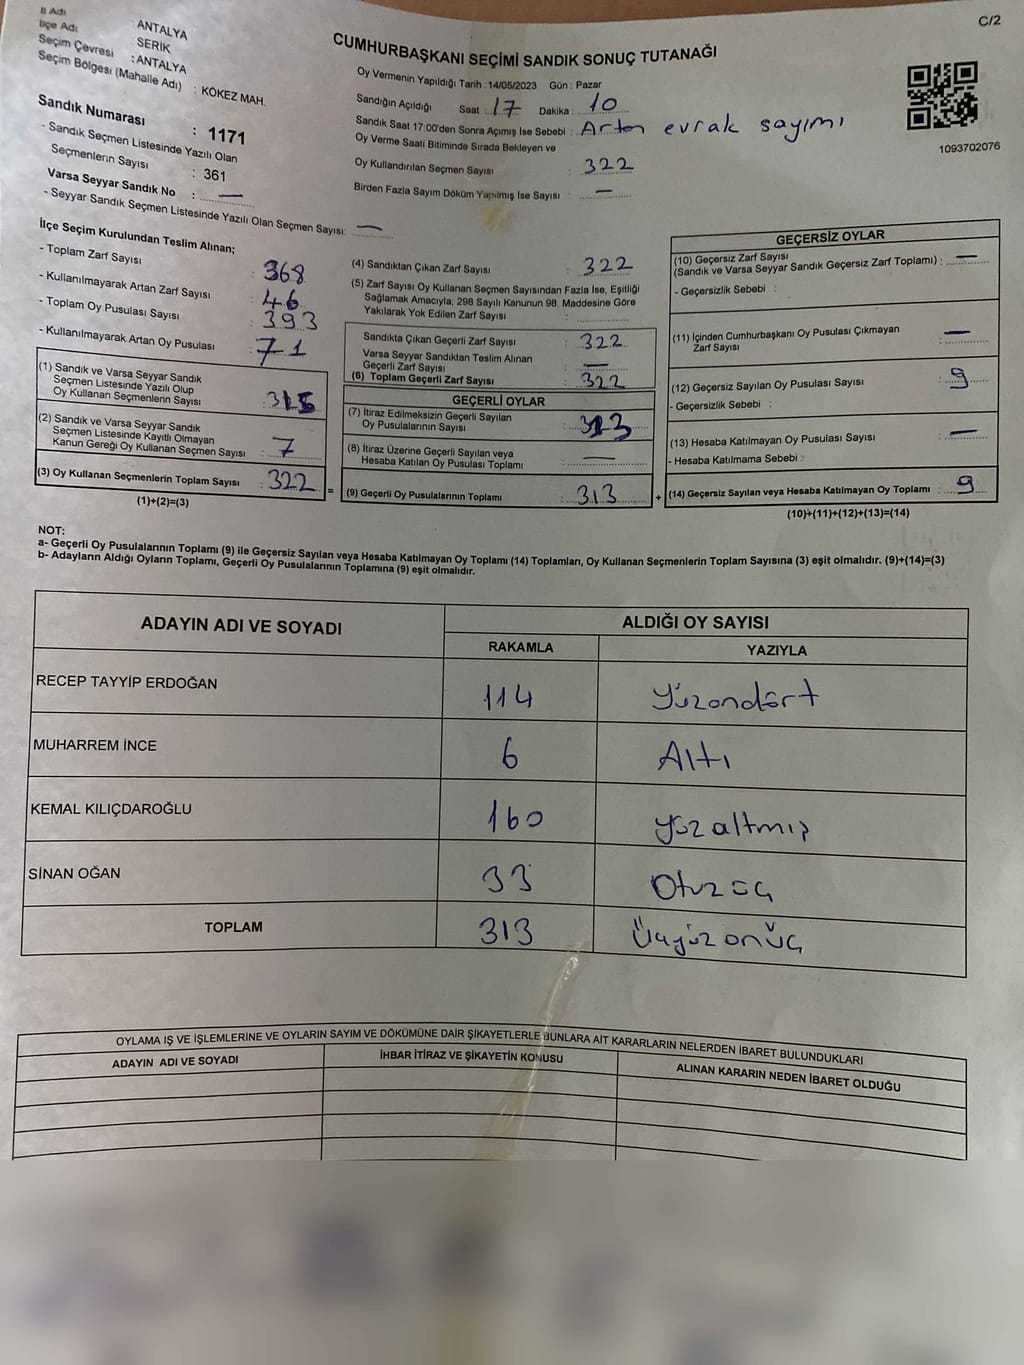 C/2
İl Adı : ANTALYA
İlçe Adı : SERİK
Seçim Çevresi : ANTALYA
Seçim Bölgesi (Mahalle Adı) : KÖKEZ MAH.
Sandık Numarası : 1171
- Sandık Seçmen Listesinde Yazılı Olan
Seçmenlerin Sayısı : 361
Varsa Seyyar Sandık No : —
- Seyyar Sandık Seçmen Listesinde Yazılı Olan Seçmen Sayısı: —
CUMHURBAŞKANI SEÇİMİ SANDIK SONUÇ TUTANAĞI
Oy Vermenin Yapıldığı Tarih : 14/05/2023 Gün : Pazar
Sandığın Açıldığı Saat : 17 Dakika : 10
Sandık Saat 17:00'den Sonra Açımış İse Sebebi : Artan evrak sayımı
Oy Verme Saati Bitiminde Sırada Bekleyen ve
Oy Kullandırılan Seçmen Sayısı : 322
Birden Fazla Sayım Döküm Yapılmış İse Sayısı : —
1093702076
İlçe Seçim Kurulundan Teslim Alınan;
- Toplam Zarf Sayısı : 368
- Kullanılmayarak Artan Zarf Sayısı : 46
- Toplam Oy Pusulası Sayısı : 393
- Kullanılmayarak Artan Oy Pusulası : 71
(1) Sandık ve Varsa Seyyar Sandık
Seçmen Listesinde Yazılı Olup
Oy Kullanan Seçmenlerin Sayısı : 315
(2) Sandık ve Varsa Seyyar Sandık
Seçmen Listesinde Kayıtlı Olmayan
Kanun Gereği Oy Kullanan Seçmen Sayısı : 7
(3) Oy Kullanan Seçmenlerin Toplam Sayısı : 322
(1)+(2)=(3)
(4) Sandıktan Çıkan Zarf Sayısı : 322
(5) Zarf Sayısı Oy Kullanan Seçmen Sayısından Fazla İse, Eşitliği
Sağlamak Amacıyla, 298 Sayılı Kanunun 98. Maddesine Göre
Yakılarak Yok Edilen Zarf Sayısı :
Sandıkta Çıkan Geçerli Zarf Sayısı : 322
Varsa Seyyar Sandıktan Teslim Alınan
Geçerli Zarf Sayısı : —
(6) Toplam Geçerli Zarf Sayısı : 322
GEÇERLİ OYLAR
(7) İtiraz Edilmeksizin Geçerli Sayılan
Oy Pusulalarının Sayısı : 313
(8) İtiraz Üzerine Geçerli Sayılan veya
Hesaba Katılan Oy Pusulası Toplamı : —
= (9) Geçerli Oy Pusulalarının Toplamı : 313
GEÇERSİZ OYLAR
(10) Geçersiz Zarf Sayısı
(Sandık ve Varsa Seyyar Sandık Geçersiz Zarf Toplamı) : —
- Geçersizlik Sebebi :
(11) İçinden Cumhurbaşkanı Oy Pusulası Çıkmayan
Zarf Sayısı : —
(12) Geçersiz Sayılan Oy Pusulası Sayısı : 9
- Geçersizlik Sebebi :
(13) Hesaba Katılmayan Oy Pusulası Sayısı : —
- Hesaba Katılmama Sebebi :
+ (14) Geçersiz Sayılan veya Hesaba Katılmayan Oy Toplamı : 9
(10)+(11)+(12)+(13)=(14)
NOT:
a- Geçerli Oy Pusulalarının Toplamı (9) ile Geçersiz Sayılan veya Hesaba Katılmayan Oy Toplamı (14) Toplamları, Oy Kullanan Seçmenlerin Toplam Sayısına (3) eşit olmalıdır. (9)+(14)=(3)
b- Adayların Aldığı Oyların Toplamı, Geçerli Oy Pusulalarının Toplamına (9) eşit olmalıdır.
ADAYIN ADI VE SOYADI ALDIĞI OY SAYISI
RAKAMLA YAZIYLA
RECEP TAYYİP ERDOĞAN 114 Yüzondört
MUHARREM İNCE 6 Altı
KEMAL KILIÇDAROĞLU 160 yüz altmış
SİNAN OĞAN 33 Otuz üç
TOPLAM 313 Üçyüz onüç
OYLAMA İŞ VE İŞLEMLERİNE VE OYLARIN SAYIM VE DÖKÜMÜNE DAİR ŞİKAYETLERLE BUNLARA AİT KARARLARIN NELERDEN İBARET BULUNDUKLARI
ADAYIN ADI VE SOYADI İHBAR İTİRAZ VE ŞİKAYETİN KONUSU ALINAN KARARIN NEDEN İBARET OLDUĞU